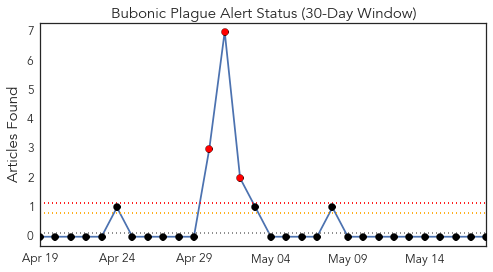 Bubonic Plague Alert Status (30-Day Window)
Articles Found
7
6
5
4
3
2
1
0
Apr 19
Apr 24
Apr 29
May 04
May 09
May 14